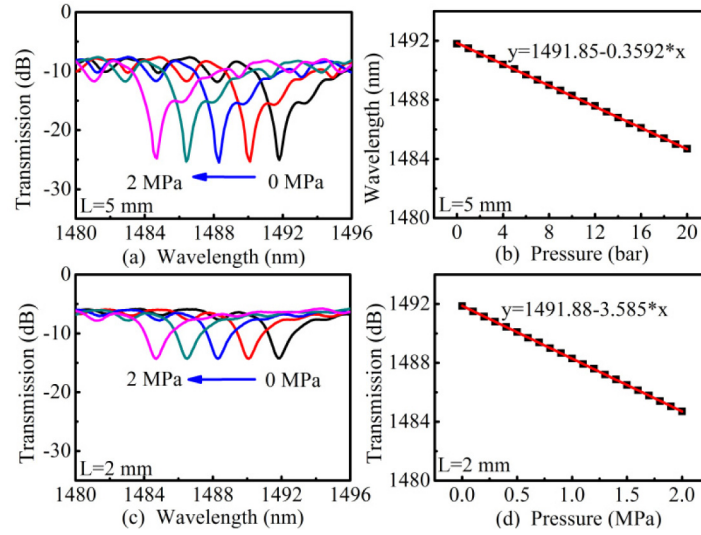 0
-10
-20
-30
Transmission (dB)
2 MPa
0 MPa
L=5 mm
1480 1484 1488 1492 1496
(a) Wavelength (nm)
1492
1488
1484
1480
Wavelength (nm)
y=1491.85-0.3592*x
L=5 mm
0 4 8 12 16 20
(b) Pressure (bar)
0
-10
-20
-30
Transmission (dB)
2 MPa
0 MPa
L=2 mm
1480 1484 1488 1492 1496
(c) Wavelength (nm)
1492
1488
1484
1480
Transmission (dB)
y=1491.88-3.585*x
L=2 mm
0.0 0.5 1.0 1.5 2.0
(d) Pressure (MPa)